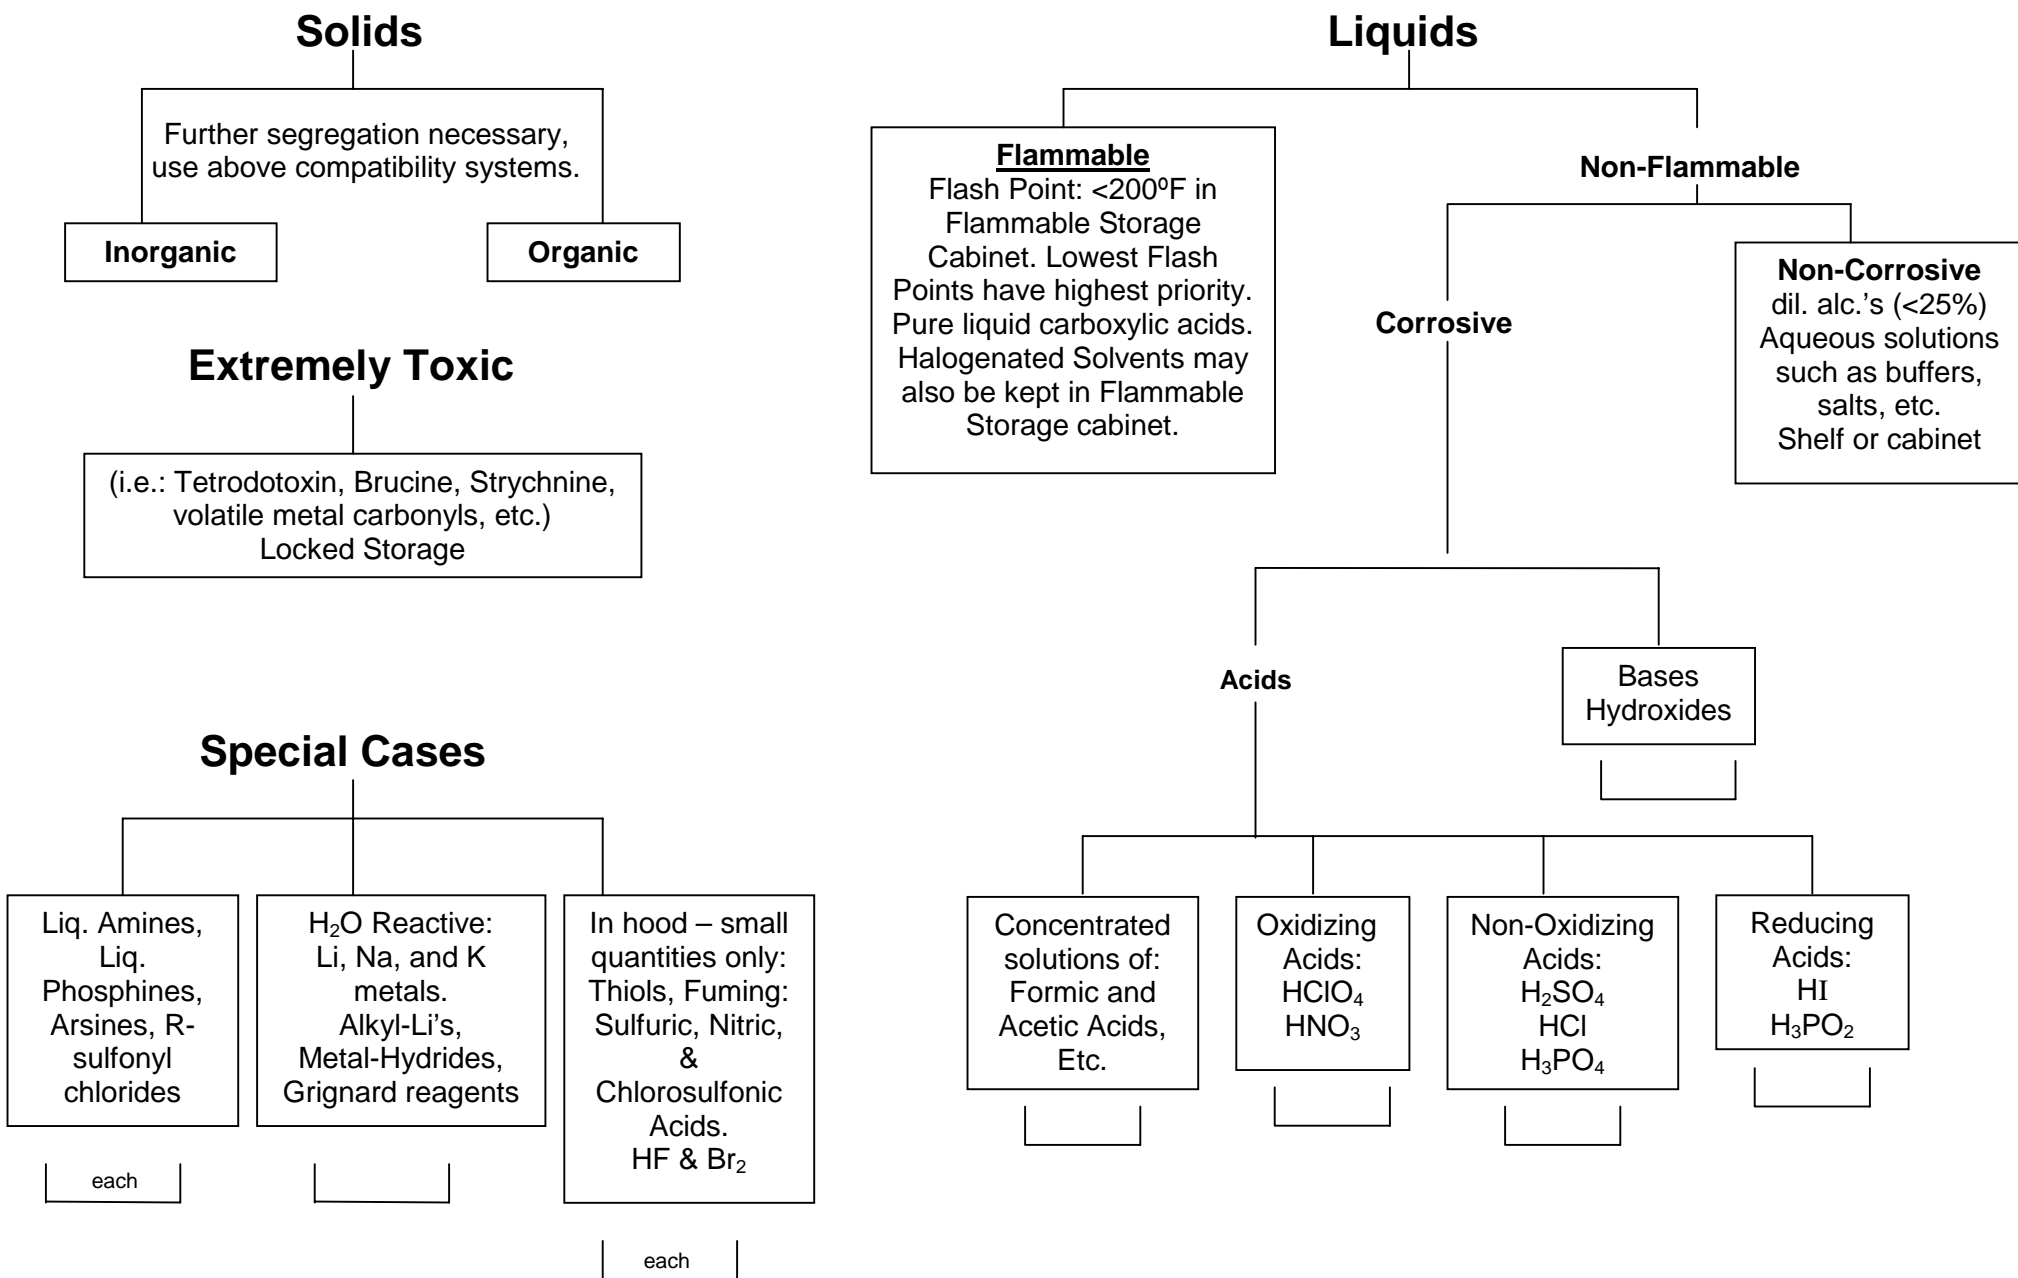 Solids
Further segregation necessary,
use above compatibility systems.
Inorganic
Organic
Extremely Toxic
(i.e.: Tetrodotoxin, Brucine, Strychnine,
volatile metal carbonyls, etc.)
Locked Storage
Special Cases
Liq. Amines,
Liq.
Phosphines,
Arsines, R-
sulfonyl
chlorides
each
H₂O Reactive:
Li, Na, and K
metals.
Alkyl-Li’s,
Metal-Hydrides,
Grignard reagents
In hood – small
quantities only:
Thiols, Fuming:
Sulfuric, Nitric,
&
Chlorosulfonic
Acids.
HF & Br₂
each
Liquids
Flammable
Flash Point: <200ºF in
Flammable Storage
Cabinet. Lowest Flash
Points have highest priority.
Pure liquid carboxylic acids.
Halogenated Solvents may
also be kept in Flammable
Storage cabinet.
Non-Flammable
Non-Corrosive
dil. alc.’s (<25%)
Aqueous solutions
such as buffers,
salts, etc.
Shelf or cabinet
Corrosive
Acids
Bases
Hydroxides
Concentrated
solutions of:
Formic and
Acetic Acids,
Etc.
Oxidizing
Acids:
HClO₄
HNO₃
Non-Oxidizing
Acids:
H₂SO₄
HCl
H₃PO₄
Reducing
Acids:
HI
H₃PO₂